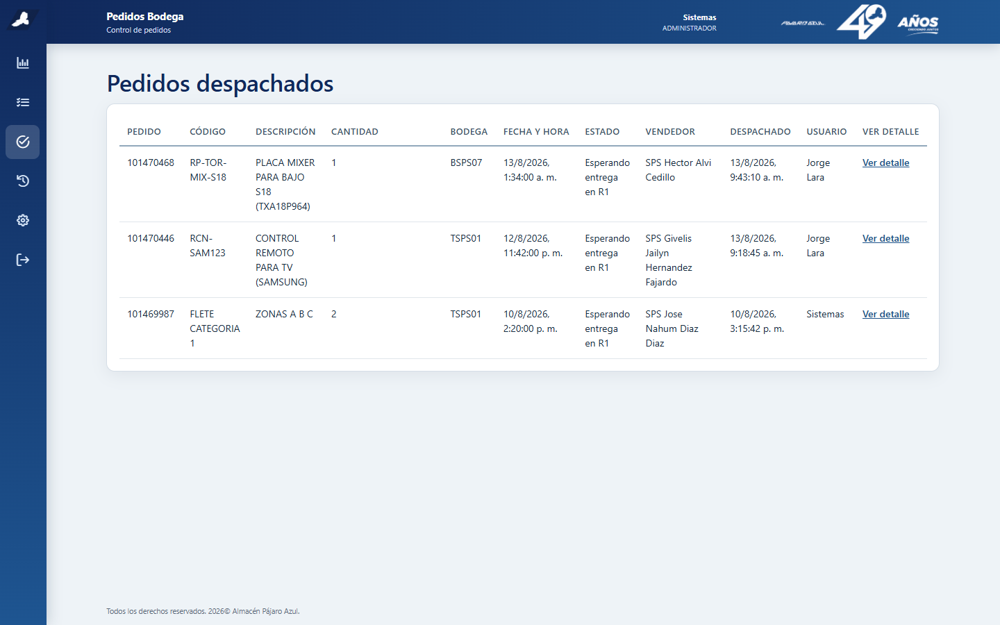 Pedidos Bodega
Control de pedidos
Sistemas
ADMINISTRADOR
PAJARO AZUL
49 AÑOS
CRECIENDO JUNTOS
Pedidos despachados
PEDIDO CÓDIGO DESCRIPCIÓN CANTIDAD BODEGA FECHA Y HORA ESTADO VENDEDOR DESPACHADO USUARIO VER DETALLE
101470468 RP-TOR- PLACA MIXER 1 BSPS07 13/8/2026, Esperando SPS Hector Alvi 13/8/2026, Jorge Ver detalle
MIX-S18 PARA BAJO 1:34:00 a. m. entrega Cedillo 9:43:10 a. m. Lara
S18 en R1
(TXA18P964)
101470446 RCN- CONTROL 1 TSPS01 12/8/2026, Esperando SPS Givelis 13/8/2026, Jorge Ver detalle
SAM123 REMOTO 11:42:00 p. m. entrega Jailyn 9:18:45 a. m. Lara
PARA TV en R1 Hernandez
(SAMSUNG) Fajardo
101469987 FLETE ZONAS A B C 2 TSPS01 10/8/2026, Esperando SPS Jose 10/8/2026, Sistemas Ver detalle
CATEGORIA 2:20:00 p. m. entrega Nahum Diaz 3:15:42 p. m.
1 en R1 Diaz
Todos los derechos reservados. 2026© Almacén Pájaro Azul.